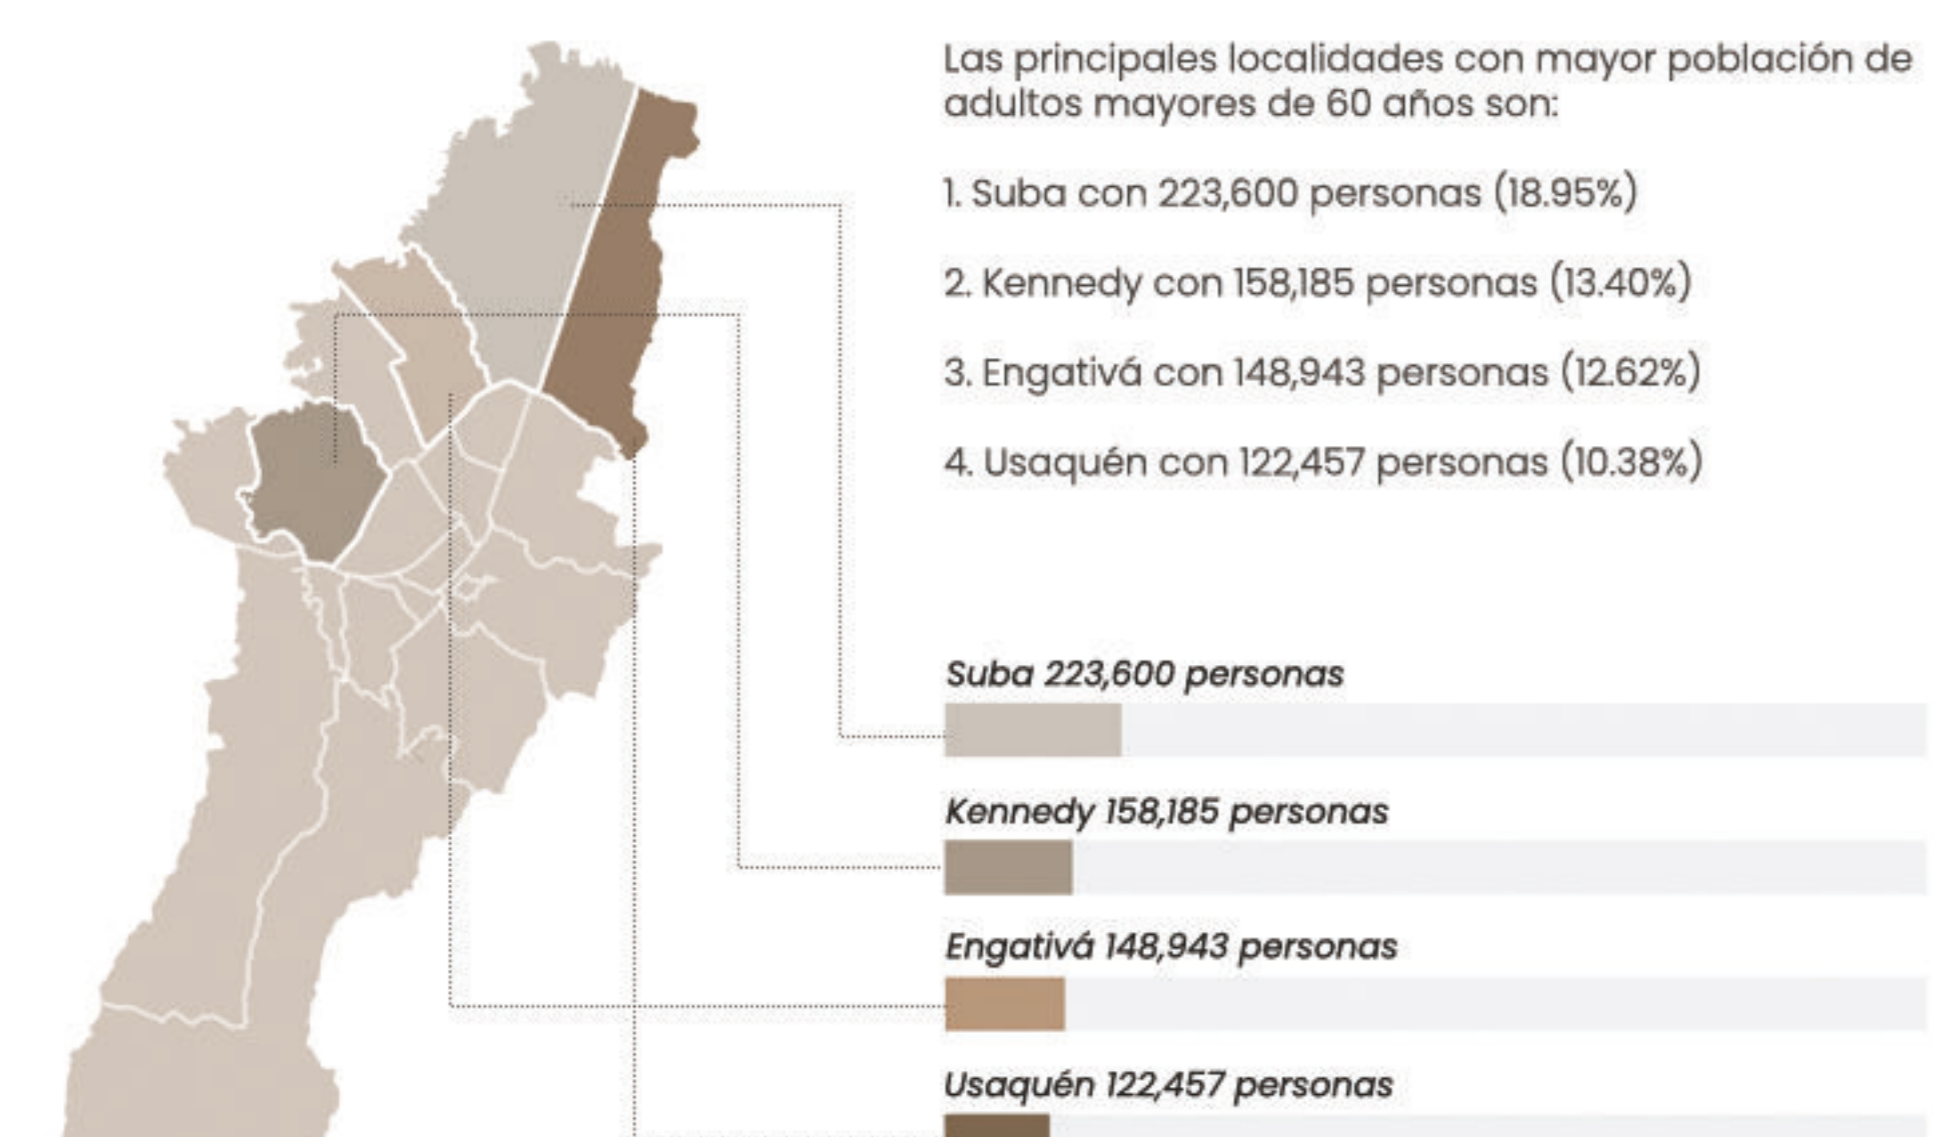 Las principales localidades con mayor población de
adultos mayores de 60 años son:
1. Suba con 223,600 personas (18.95%)
2. Kennedy con 158,185 personas (13.40%)
3. Engativá con 148,943 personas (12.62%)
4. Usaquén con 122,457 personas (10.38%)
Suba 223,600 personas
Kennedy 158,185 personas
Engativá 148,943 personas
Usaquén 122,457 personas